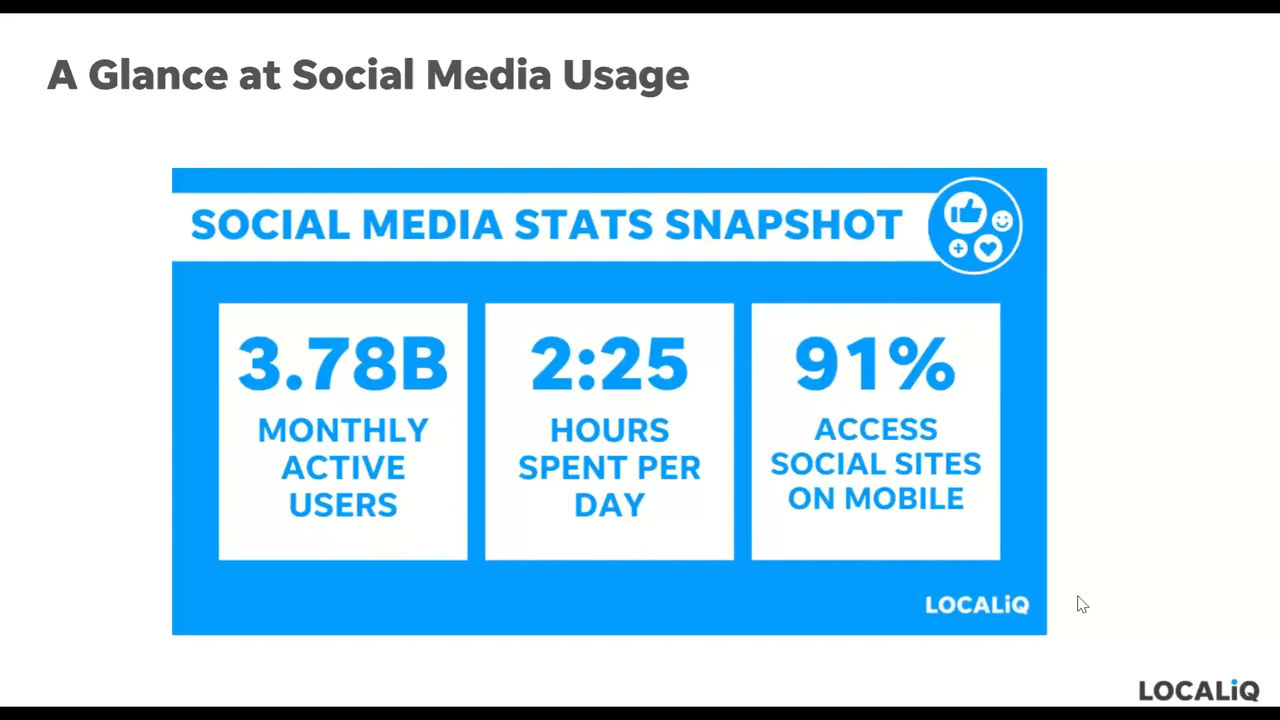 A Glance at Social Media Usage
SOCIAL MEDIA STATS SNAPSHOT
3.78B
MONTHLY
ACTIVE
USERS
2:25
HOURS
SPENT PER
DAY
91%
ACCESS
SOCIAL SITES
ON MOBILE
LOCALiQ
LOCALiQ